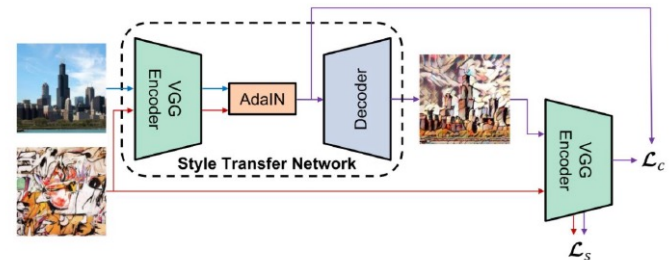 VGG
Encoder
AdaIN
Decoder
Style Transfer Network
VGG
Encoder
𝓛c
𝓛s